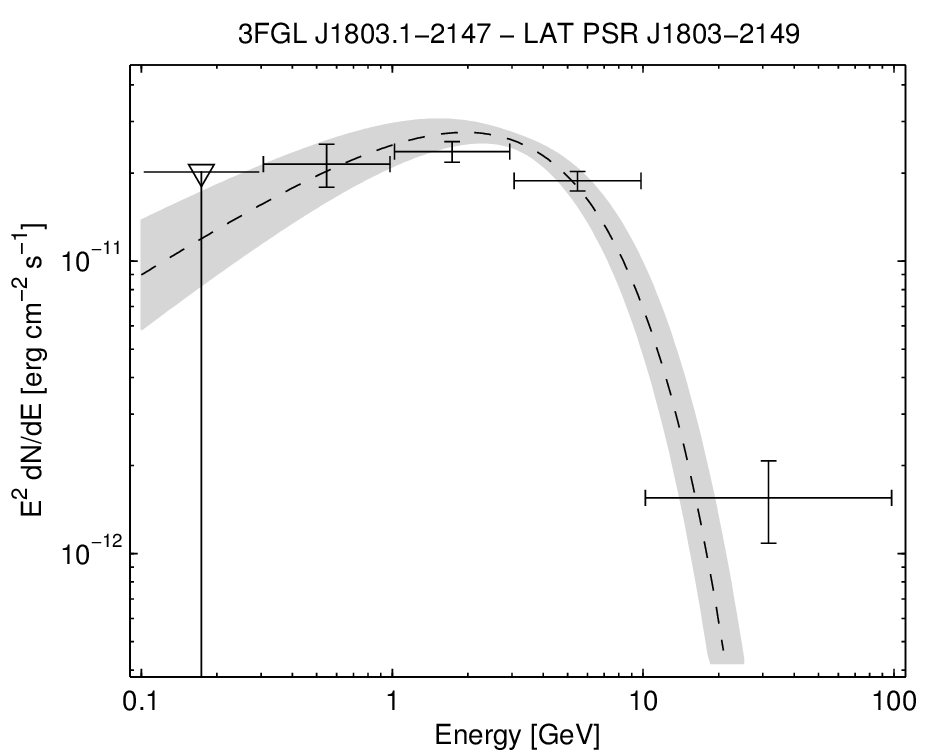 3FGL J1803.1−2147 − LAT PSR J1803−2149
E² dN/dE [erg cm⁻² s⁻¹]
10⁻¹¹
10⁻¹²
0.1 1 10 100
Energy [GeV]